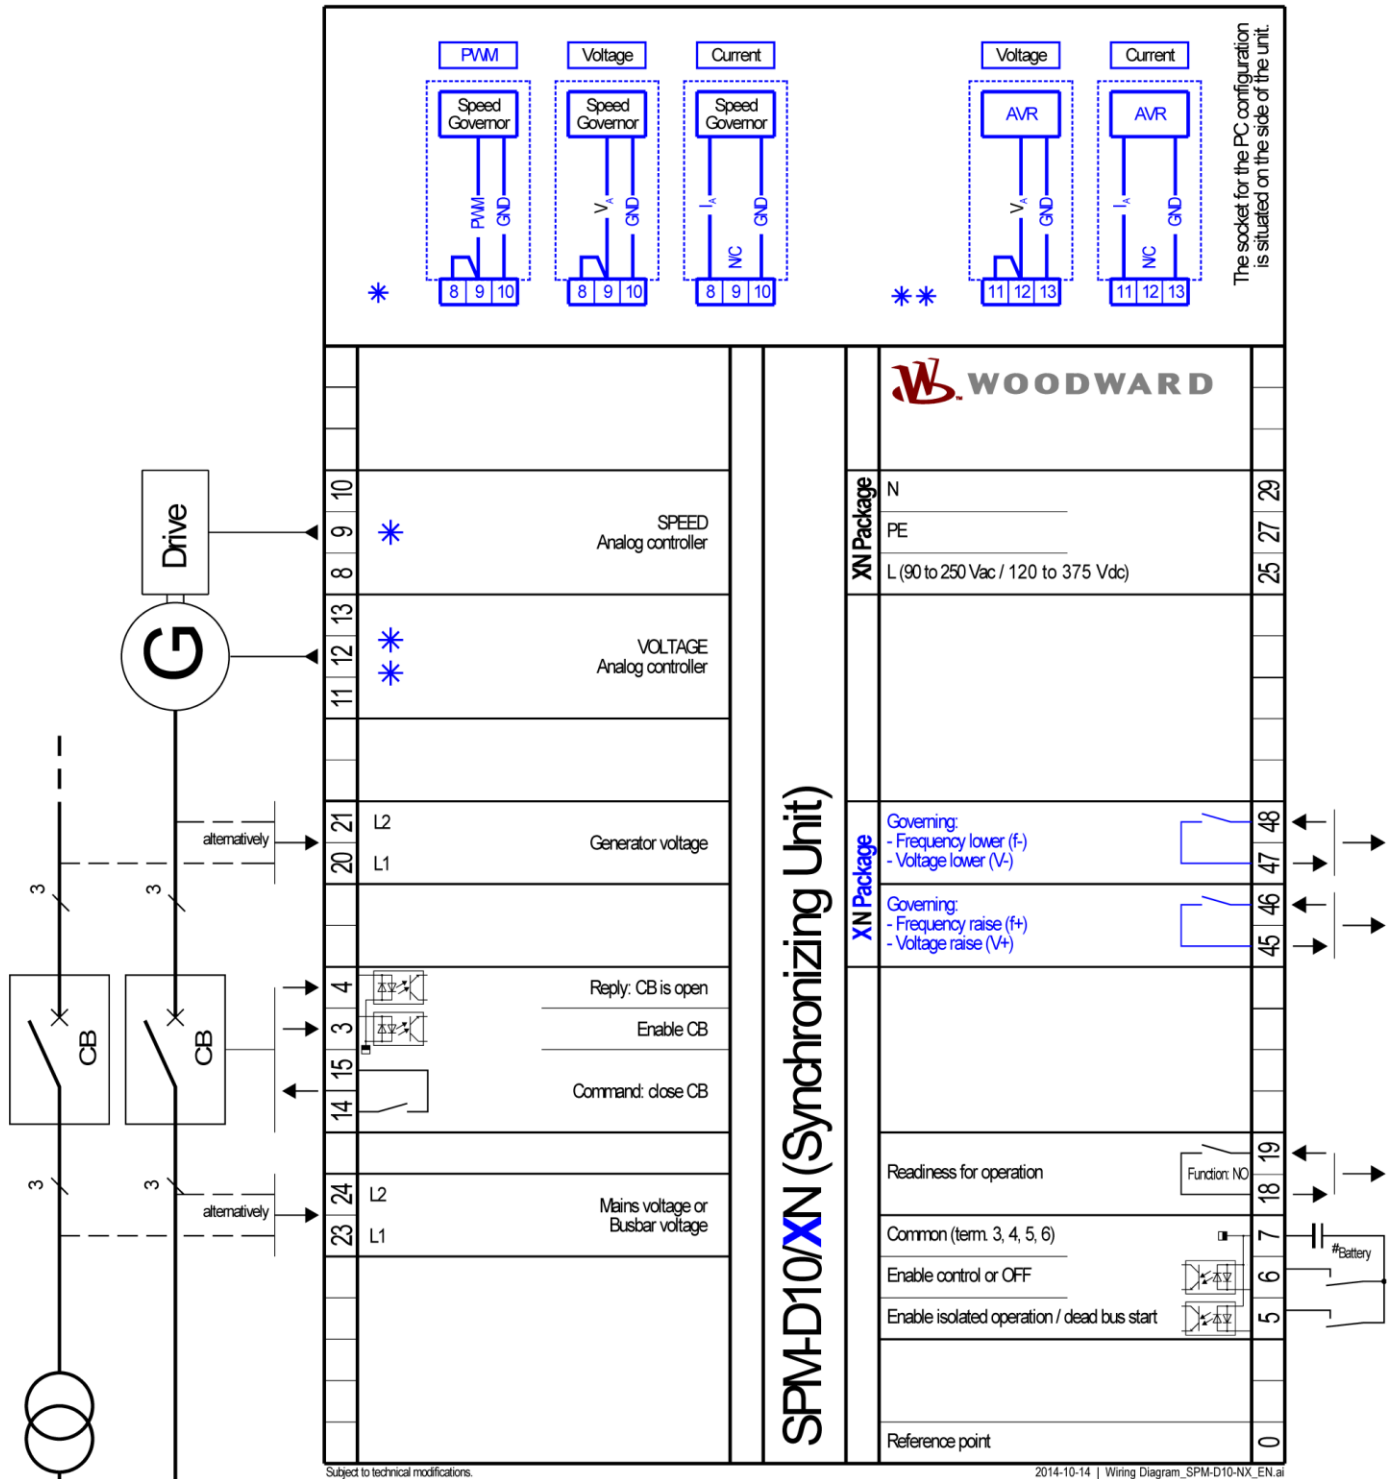 PWM
Voltage
Current
Voltage
Current
Speed
Governor
Speed
Governor
Speed
Governor
AVR
AVR
PWM
GND
VA
GND
IA
N/C
GND
VA
GND
IA
N/C
GND
8 9 10
8 9 10
8 9 10
11 12 13
11 12 13
*
**
The socket for the PC configuration
is situated on the side of the unit.
WOODWARD
™
Drive
G
10
9
8
*
SPEED
Analog controller
13
12
11
*
*
VOLTAGE
Analog controller
XN Package
N
29
PE
27
L (90 to 250 Vac / 120 to 375 Vdc)
25
alternatively
21
L2
20
L1
Generator voltage
3
3
XN Package
Governing:
- Frequency lower (f-)
- Voltage lower (V-)
48
47
Governing:
- Frequency raise (f+)
- Voltage raise (V+)
46
45
CB
CB
4
Reply: CB is open
3
Enable CB
15
14
Command: close CB
3
3
alternatively
24
L2
23
L1
Mains voltage or
Busbar voltage
SPM-D10/XN (Synchronizing Unit)
Readiness for operation
Function: NO
19
18
Common (term. 3, 4, 5, 6)
7
#Battery
Enable control or OFF
6
Enable isolated operation / dead bus start
5
Reference point
0
Subject to technical modifications.
2014-10-14 | Wiring Diagram_SPM-D10-NX_EN.ai